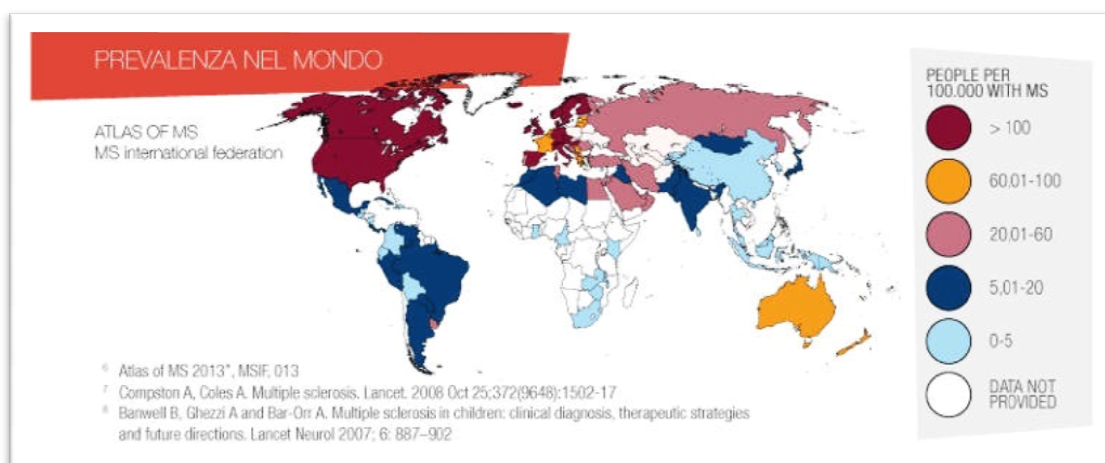 PREVALENZA NEL MONDO
ATLAS OF MS
MS international federation
PEOPLE PER
100.000 WITH MS
> 100
60,01-100
20,01-60
5,01-20
0-5
DATA NOT
PROVIDED
6 Atlas of MS 2013", MSIF, 013
7 Compston A, Coles A. Multiple sclerosis. Lancet. 2008 Oct 25;372(9648):1502-17
8 Banwell B, Ghezzi A and Bar-Orr A. Multiple sclerosis in children: clinical diagnosis, therapeutic strategies
and future directions. Lancet Neurol 2007; 6: 887–902